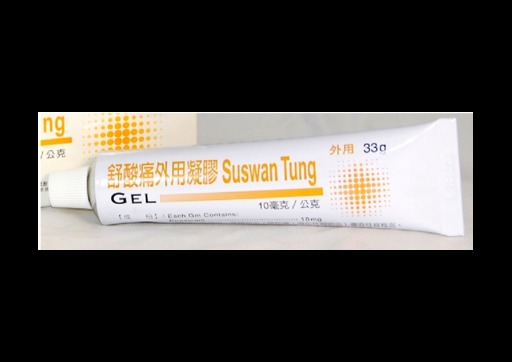 ng
/ 公克
舒酸痛外用凝膠 Suswan Tung
GEL
10毫克 / 公克
外用 33g
Each Gm Contains:
10mg